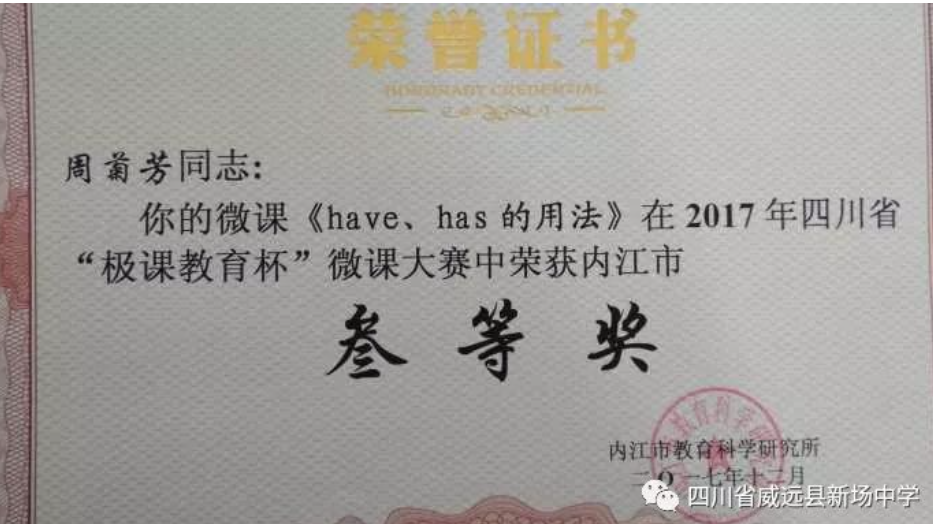 荣誉证书
HONORARY CREDENTIAL
周菊芳同志:
你的微课《have、has 的用法》在 2017 年四川省
“极课教育杯”微课大赛中荣获内江市
叁等奖
内江市教育科学研究所
二〇一七年十二月
四川省威远县新场中学